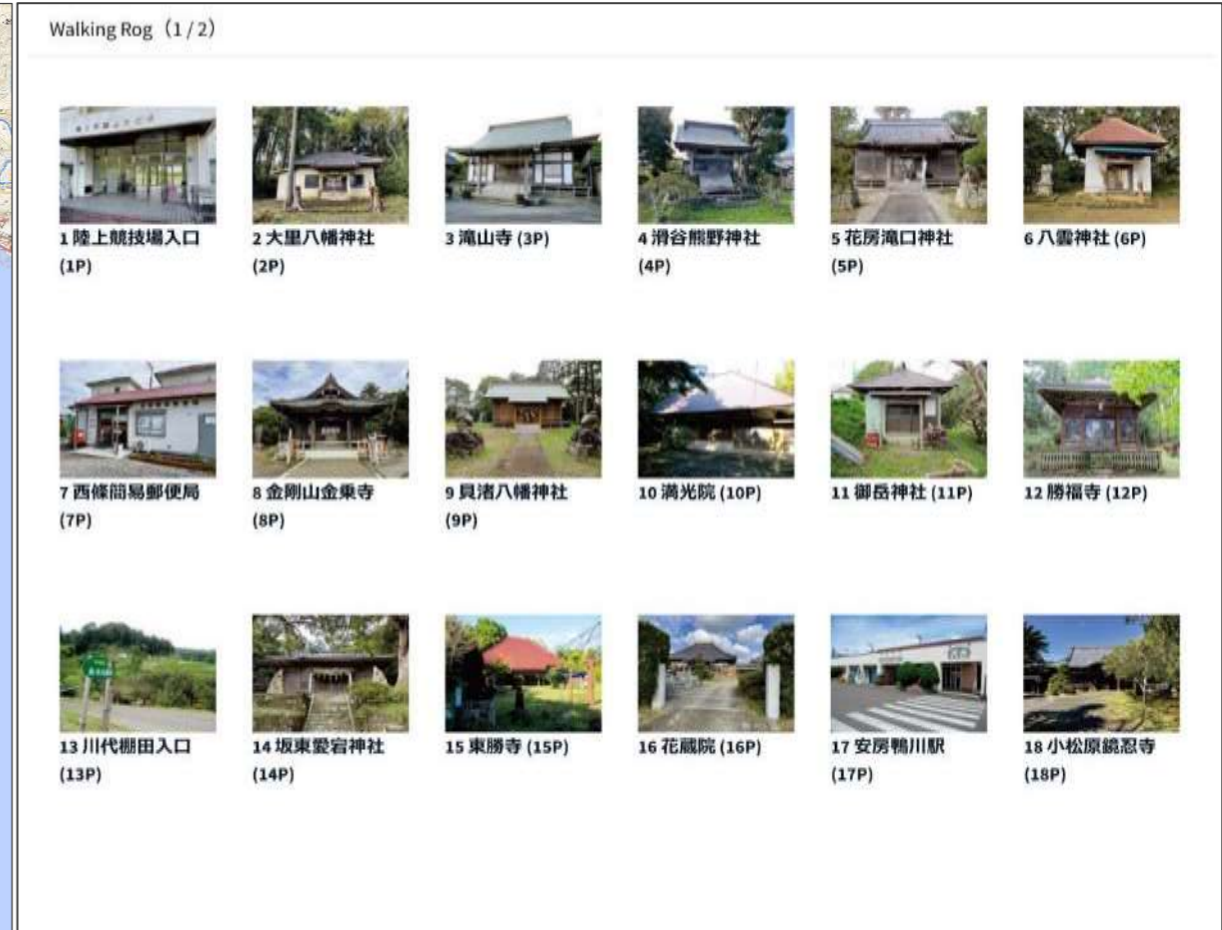 Walking Rog（1 / 2）
1 陸上競技場入口
(1P)
2 大里八幡神社
(2P)
3 滝山寺 (3P)
4 滑谷熊野神社
(4P)
5 花房滝口神社
(5P)
6 八雲神社 (6P)
7 西條簡易郵便局
(7P)
8 金剛山金乗寺
(8P)
9 貝渚八幡神社
(9P)
10 満光院 (10P)
11 御岳神社 (11P)
12 勝福寺 (12P)
13 川代棚田入口
(13P)
14 坂東愛宕神社
(14P)
15 東勝寺 (15P)
16 花蔵院 (16P)
17 安房鴨川駅
(17P)
18 小松原鏡忍寺
(18P)